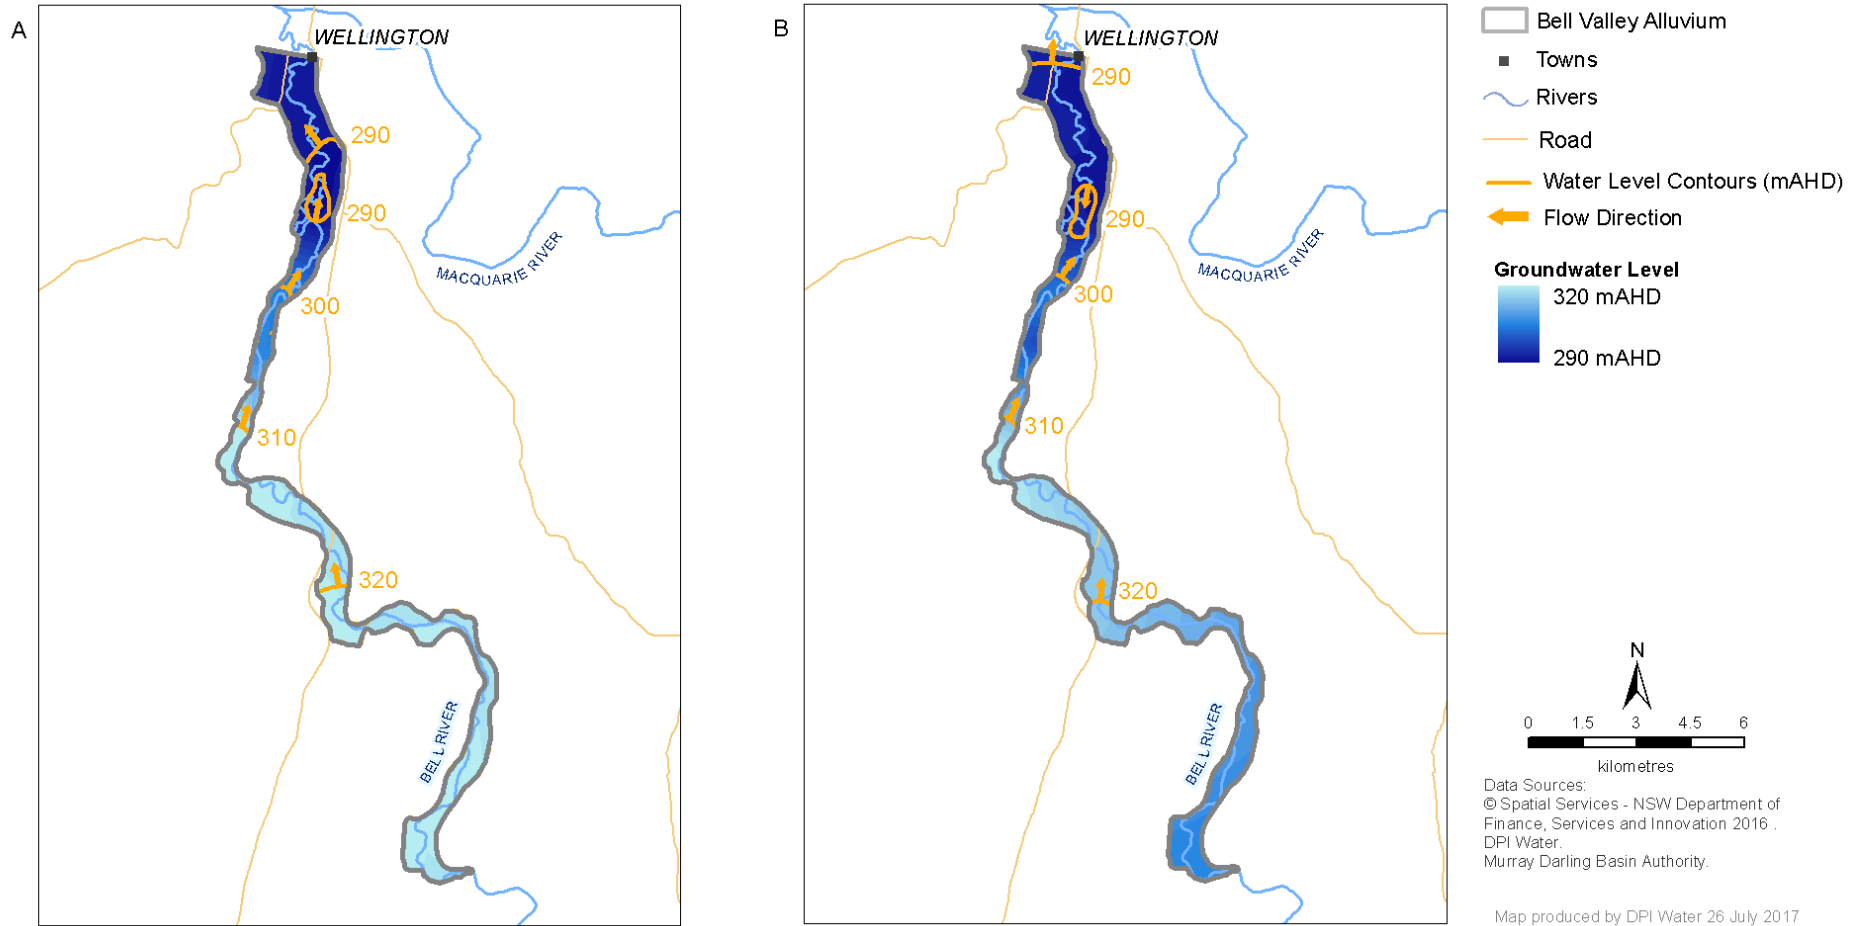 A
WELLINGTON
290
290
300
310
320
MACQUARIE RIVER
BELL RIVER
B
WELLINGTON
290
290
300
310
320
MACQUARIE RIVER
BELL RIVER
Bell Valley Alluvium
Towns
Rivers
Road
Water Level Contours (mAHD)
Flow Direction
Groundwater Level
320 mAHD
290 mAHD
N
0 1.5 3 4.5 6
kilometres
Data Sources:
© Spatial Services - NSW Department of
Finance, Services and Innovation 2016 .
DPI Water.
Murray Darling Basin Authority.
Map produced by DPI Water 26 July 2017